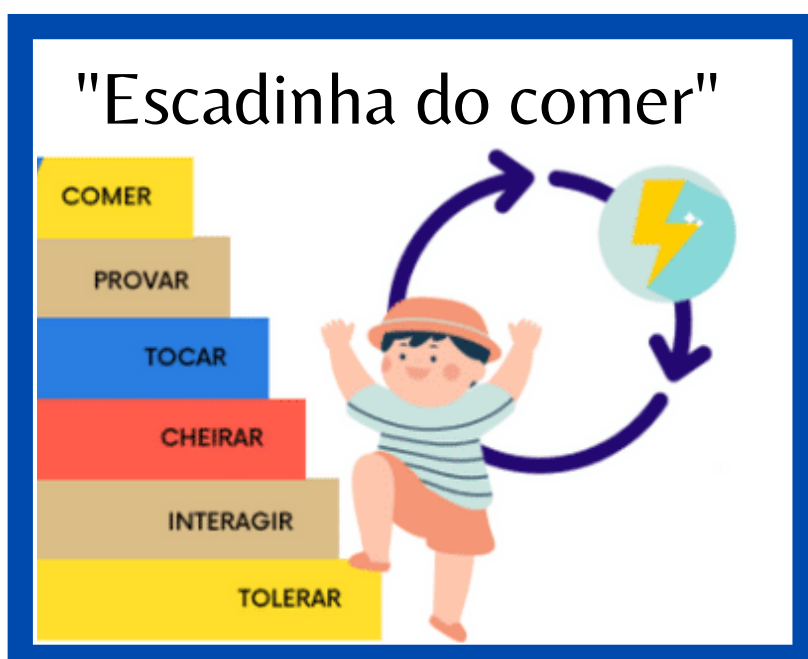 "Escadinha do comer"
COMER
PROVAR
TOCAR
CHEIRAR
INTERAGIR
TOLERAR